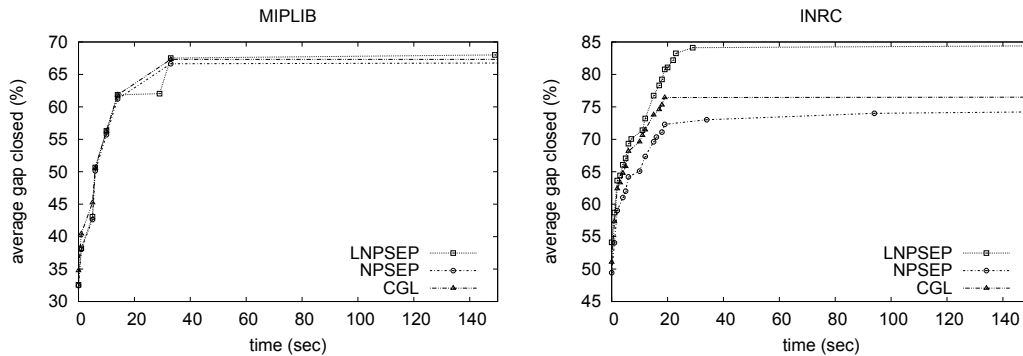 MIPLIB
70
65
60
55
50
45
40
35
30
average gap closed (%)
LNPSEP
NPSEP
CGL
0 20 40 60 80 100 120 140
time (sec)
INRC
85
80
75
70
65
60
55
50
45
average gap closed (%)
LNPSEP
NPSEP
CGL
0 20 40 60 80 100 120 140
time (sec)